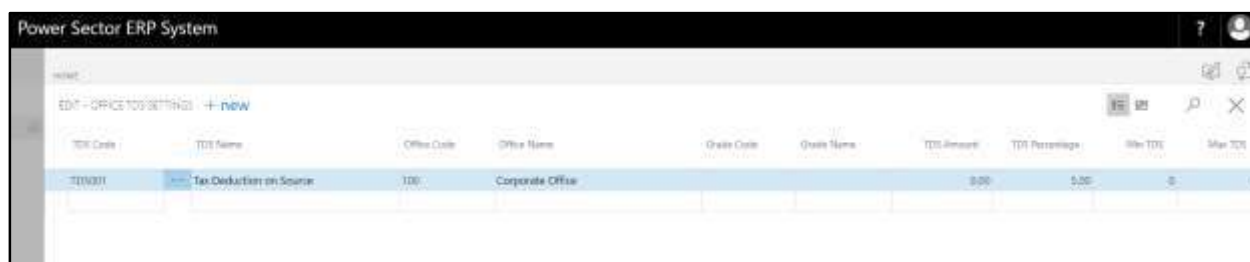 Power Sector ERP System ?
HOME
EDIT - OFFICE TDS SETTINGS + new
TDS Code TDS Name Office Code Office Name Grade Code Grade Name TDS Amount TDS Percentage Min TDS Max TDS
TDS001 ... Tax Deduction on Source 100 Corporate Office 0.00 5.00 0